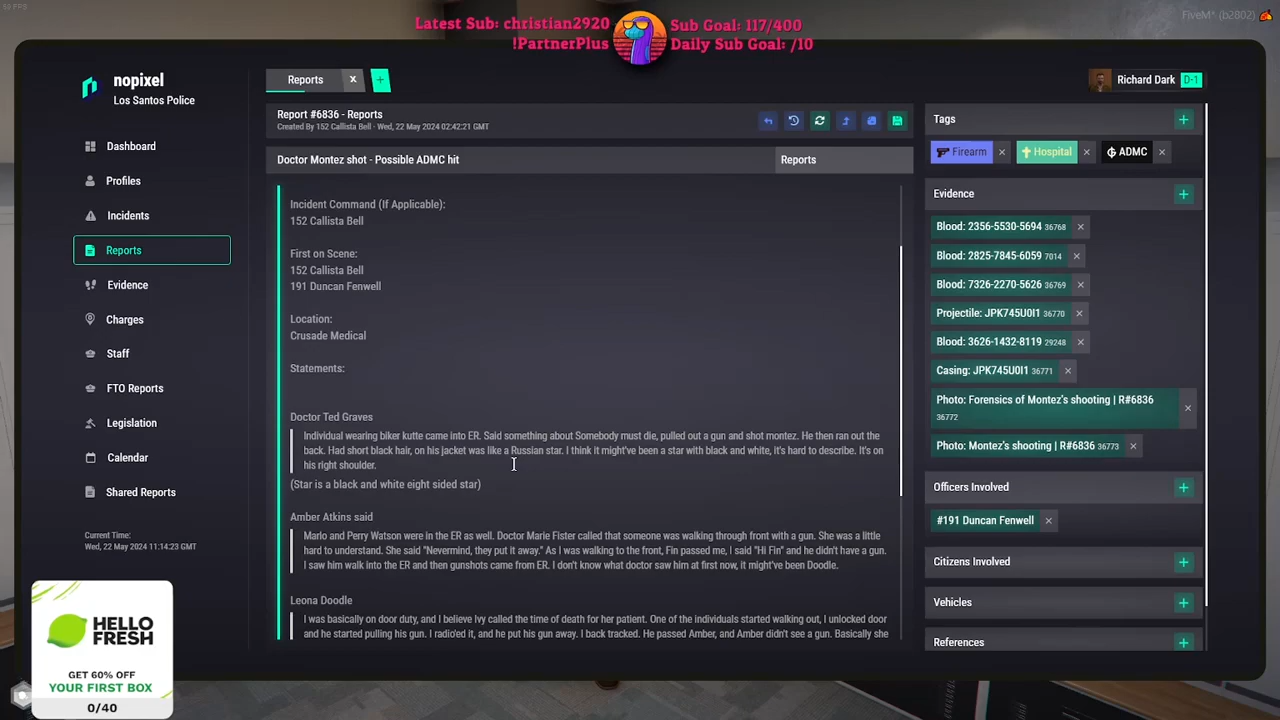 56 FPS
Latest Sub: christian2920
!PartnerPlus
Sub Goal: 117/400
Daily Sub Goal: /10
FiveM* (b2802)
nopixel
Los Santos Police
Dashboard
Profiles
Incidents
Reports
Evidence
Charges
Staff
FTO Reports
Legislation
Calendar
Shared Reports
Current Time:
Wed, 22 May 2024 11:14:23 GMT
HELLO
FRESH
GET 60% OFF
YOUR FIRST BOX
0/40
Reports x +
Richard Dark D-1
Report #6836 - Reports
Created By 152 Callista Bell - Wed, 22 May 2024 02:42:21 GMT
Doctor Montez shot - Possible ADMC hit
Reports
Incident Command (If Applicable):
152 Callista Bell
First on Scene:
152 Callista Bell
191 Duncan Fenwell
Location:
Crusade Medical
Statements:
Doctor Ted Graves
Individual wearing biker kutte came into ER. Said something about Somebody must die, pulled out a gun and shot montez. He then ran out the
back. Had short black hair, on his jacket was like a Russian star. I think it might've been a star with black and white, it's hard to describe. It's on
his right shoulder.
(Star is a black and white eight sided star)
Amber Atkins said
Marlo and Perry Watson were in the ER as well. Doctor Marie Fister called that someone was walking through front with a gun. She was a little
hard to understand. She said "Nevermind, they put it away." As I was walking to the front, Fin passed me, I said "Hi Fin" and he didn't have a gun.
I saw him walk into the ER and then gunshots came from ER. I don't know what doctor saw him at first now, it might've been Doodle.
Leona Doodle
I was basically on door duty, and I believe Ivy called the time of death for her patient. One of the individuals started walking out, I unlocked door
and he started pulling his gun. I radio'ed it, and he put his gun away. I back tracked. He passed Amber, and Amber didn't see a gun. Basically she
Tags +
Firearm x Hospital x ADMC x
Evidence +
Blood: 2356-5530-5694 36768 x
Blood: 2825-7845-6059 7014 x
Blood: 7326-2270-5626 36769 x
Projectile: JPK745U0I1 36770 x
Blood: 3626-1432-8119 29248 x
Casing: JPK745U0I1 36771 x
Photo: Forensics of Montez's shooting | R#6836
36772 x
Photo: Montez's shooting | R#6836 36773 x
Officers Involved +
#191 Duncan Fenwell x
Citizens Involved +
Vehicles +
References +